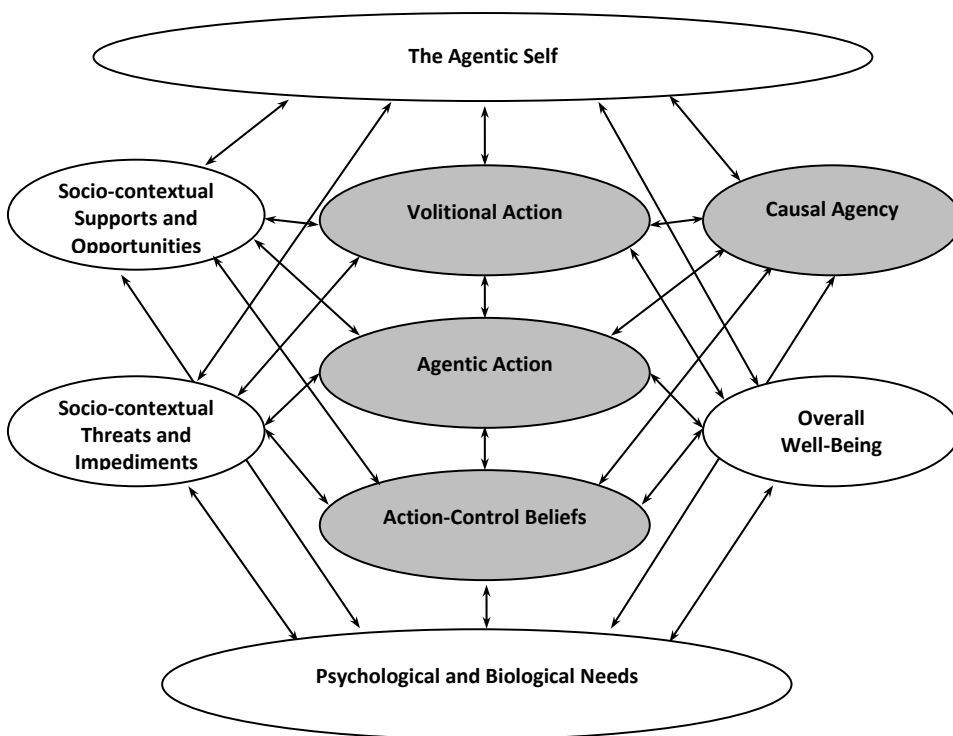 The Agentic Self
Socio-contextual
Supports and
Opportunities
Volitional Action
Causal Agency
Agentic Action
Socio-contextual
Threats and
Impediments
Overall
Well-Being
Action-Control Beliefs
Psychological and Biological Needs